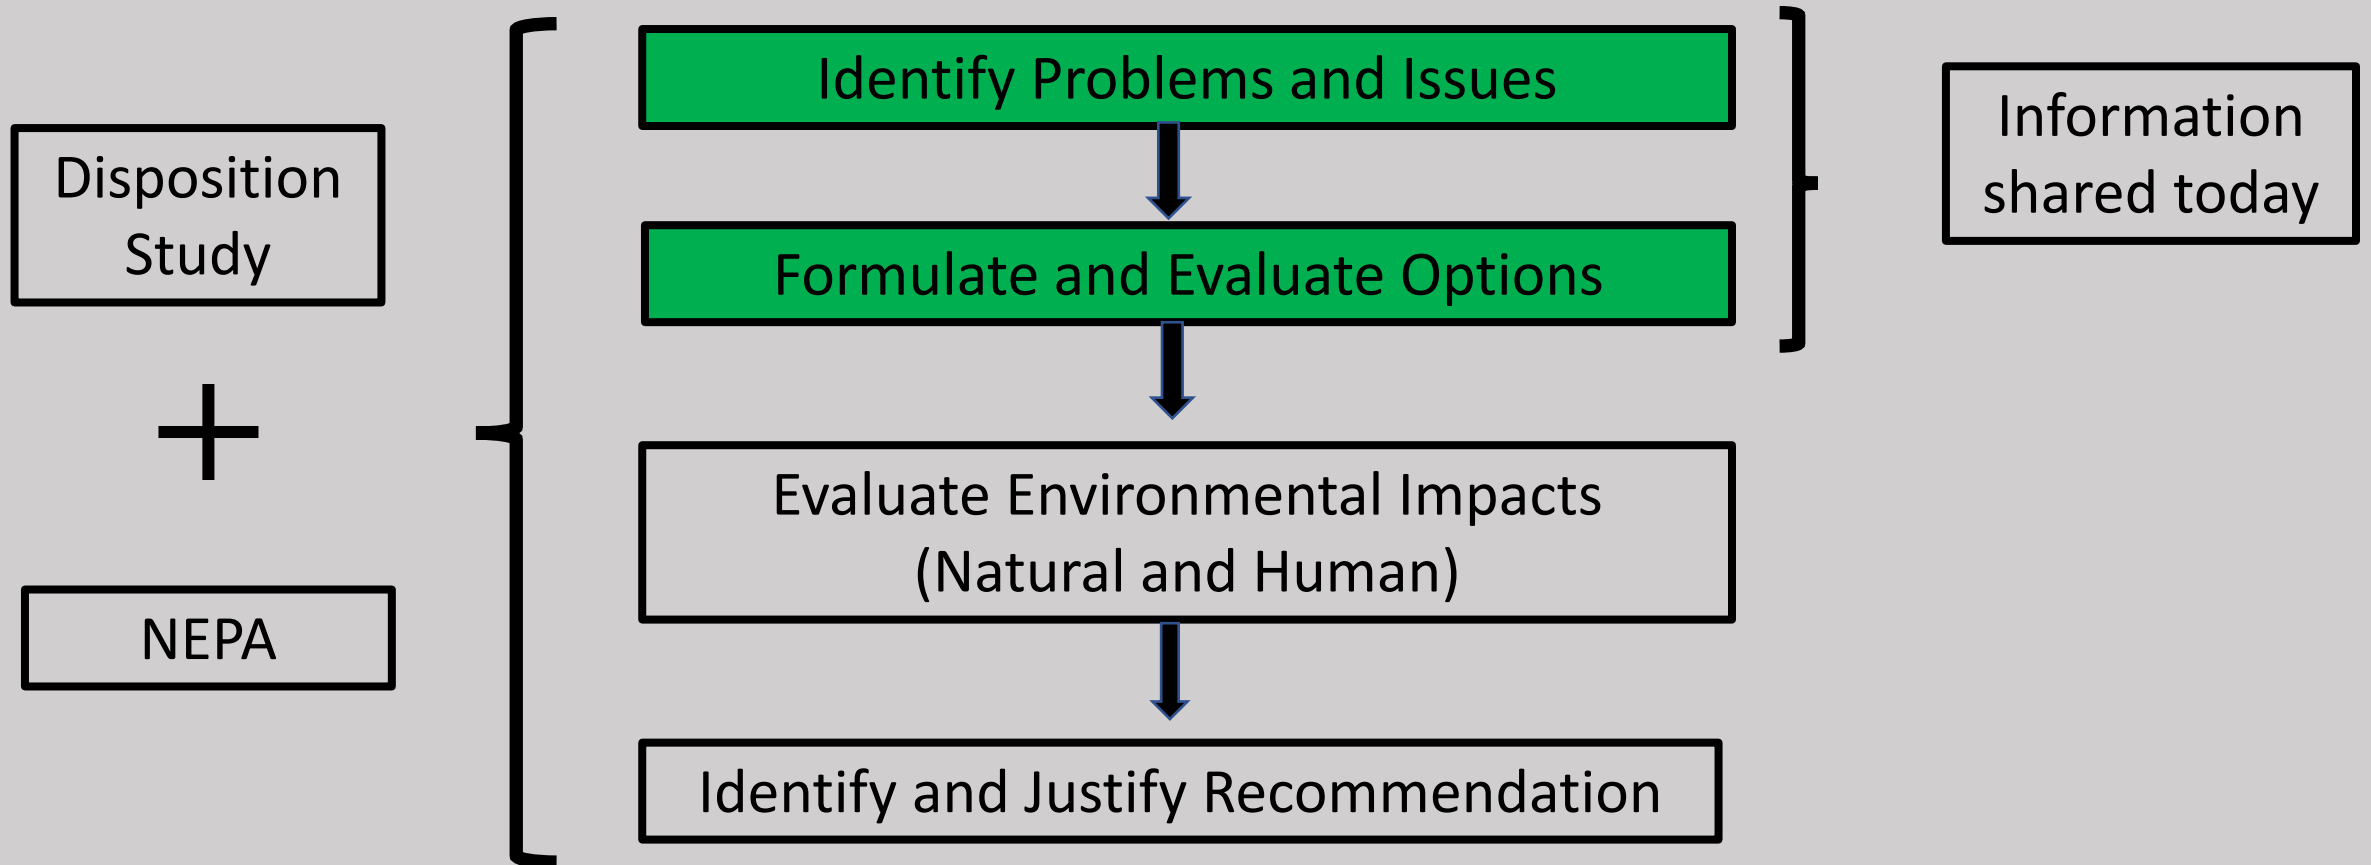 Disposition
Study
+
NEPA
Identify Problems and Issues
Formulate and Evaluate Options
Evaluate Environmental Impacts
(Natural and Human)
Identify and Justify Recommendation
Information
shared today